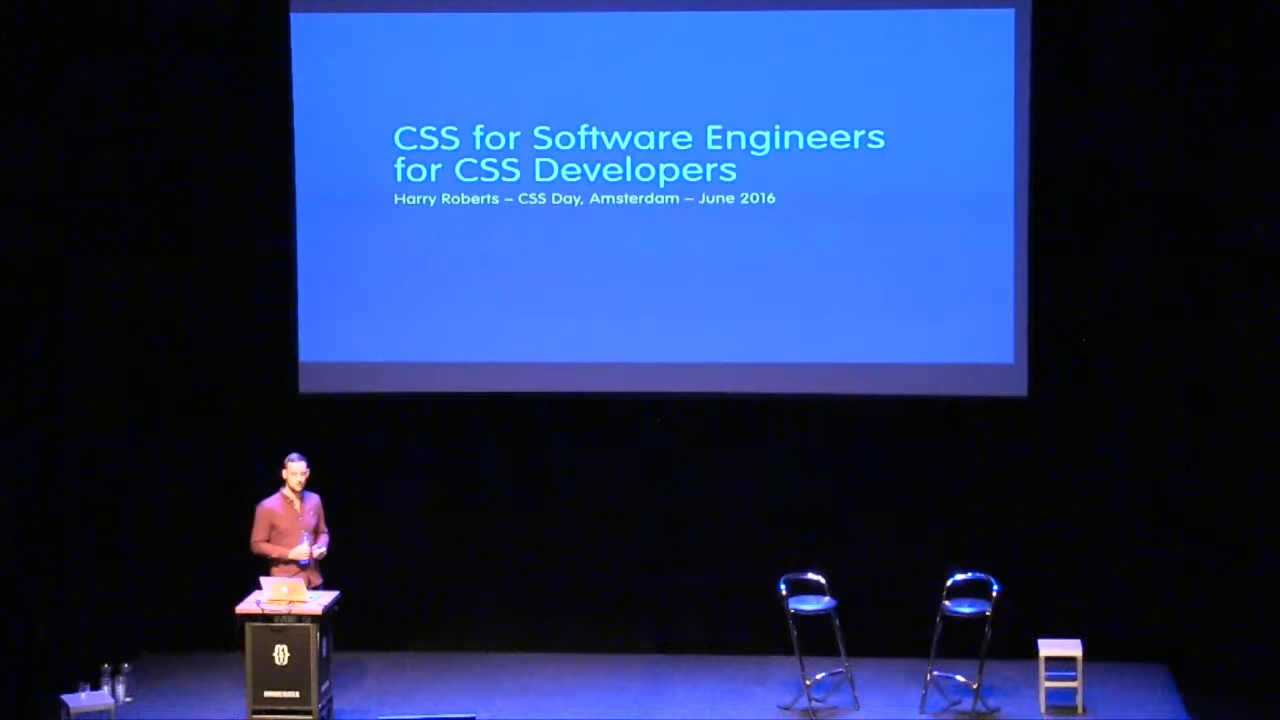 CSS for Software Engineers
for CSS Developers
Harry Roberts – CSS Day, Amsterdam – June 2016